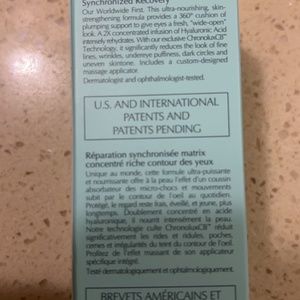 Synchronized Recovery
Our Worldwide First. This ultra-nourishing, skin-
strengthening formula provides a 360° cushion of
plumping support to give eyes a fresh, "wide-open"
look. A 2X concentrated infusion of Hyaluronic Acid
intensely rehydrates. With our exclusive ChronoluxCB™
Technology, it significantly reduces the look of fine
lines, wrinkles, undereye puffiness, dark circles and
uneven skintone. Includes a custom-designed
massage applicator.
Dermatologist and ophthalmologist-tested.
U.S. AND INTERNATIONAL
PATENTS AND
PATENTS PENDING
Réparation synchronisée matrix
concentré riche contour des yeux
Unique au monde, cette formule ultra-puissante
et nourrissante offre à la peau l'effet d'un coussin
absorbateur des micro-chocs et mouvements
subit par le contour de l'oeil au quotidien.
Protégé, le regard reste frais, éveillé, et jeune, plus
longtemps. Doublement concentré en acide
hyaluronique, il nourrit intensément la peau.
Notre technologie culte ChronoluxCB™ réduit
significativement les rides et ridules, poches,
cernes et irrégularités du teint du contour de l'oeil.
Profitez de l'effet massant de son applicateur
spécifique intégré.
Testé dermatologiquement et ophtalmologiquement.
BREVETS AMÉRICAINS ET